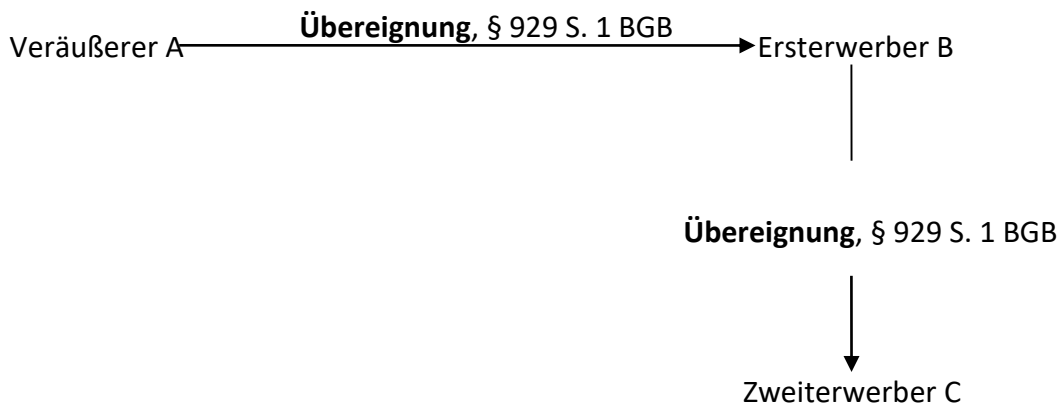 Übereignung, § 929 S. 1 BGB
Veräußerer A
Ersterwerber B
Übereignung, § 929 S. 1 BGB
Zweiterwerber C